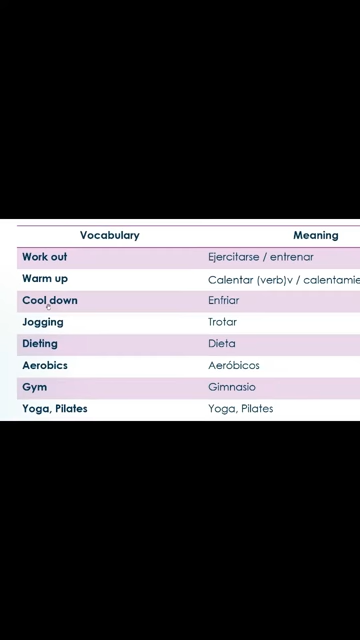 Vocabulary Meaning
Work out Ejercitarse / entrenar
Warm up Calentar (verb)v / calentamie
Cool down Enfriar
Jogging Trotar
Dieting Dieta
Aerobics Aeróbicos
Gym Gimnasio
Yoga, Pilates Yoga, Pilates